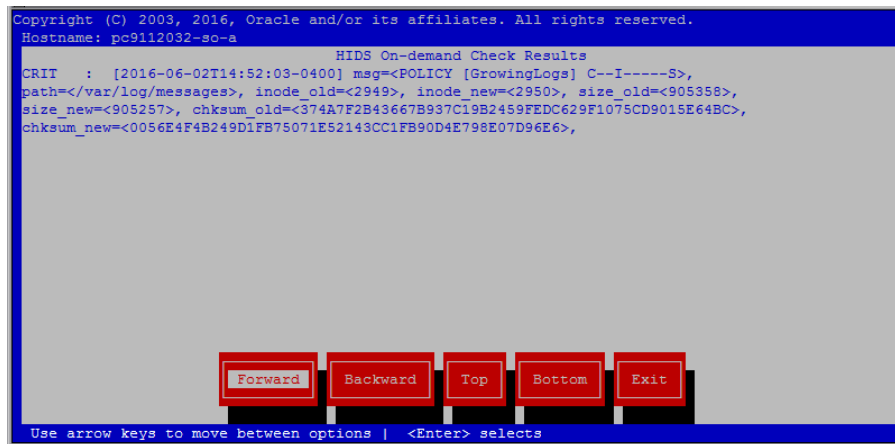 Copyright (C) 2003, 2016, Oracle and/or its affiliates. All rights reserved.
Hostname: pc9112032-so-a
HIDS On-demand Check Results
CRIT   :  [2016-06-02T14:52:03-0400] msg=<POLICY [GrowingLogs] C--I-----S>,
path=</var/log/messages>, inode_old=<2949>, inode_new=<2950>, size_old=<905358>,
size_new=<905257>, chksum_old=<374A7F2B43667B937C19B2459FEDC629F1075CD9015E64BC>,
chksum_new=<0056E4F4B249D1FB75071E52143CC1FB90D4E798E07D96E6>,
Forward Backward Top Bottom Exit
Use arrow keys to move between options |  <Enter> selects